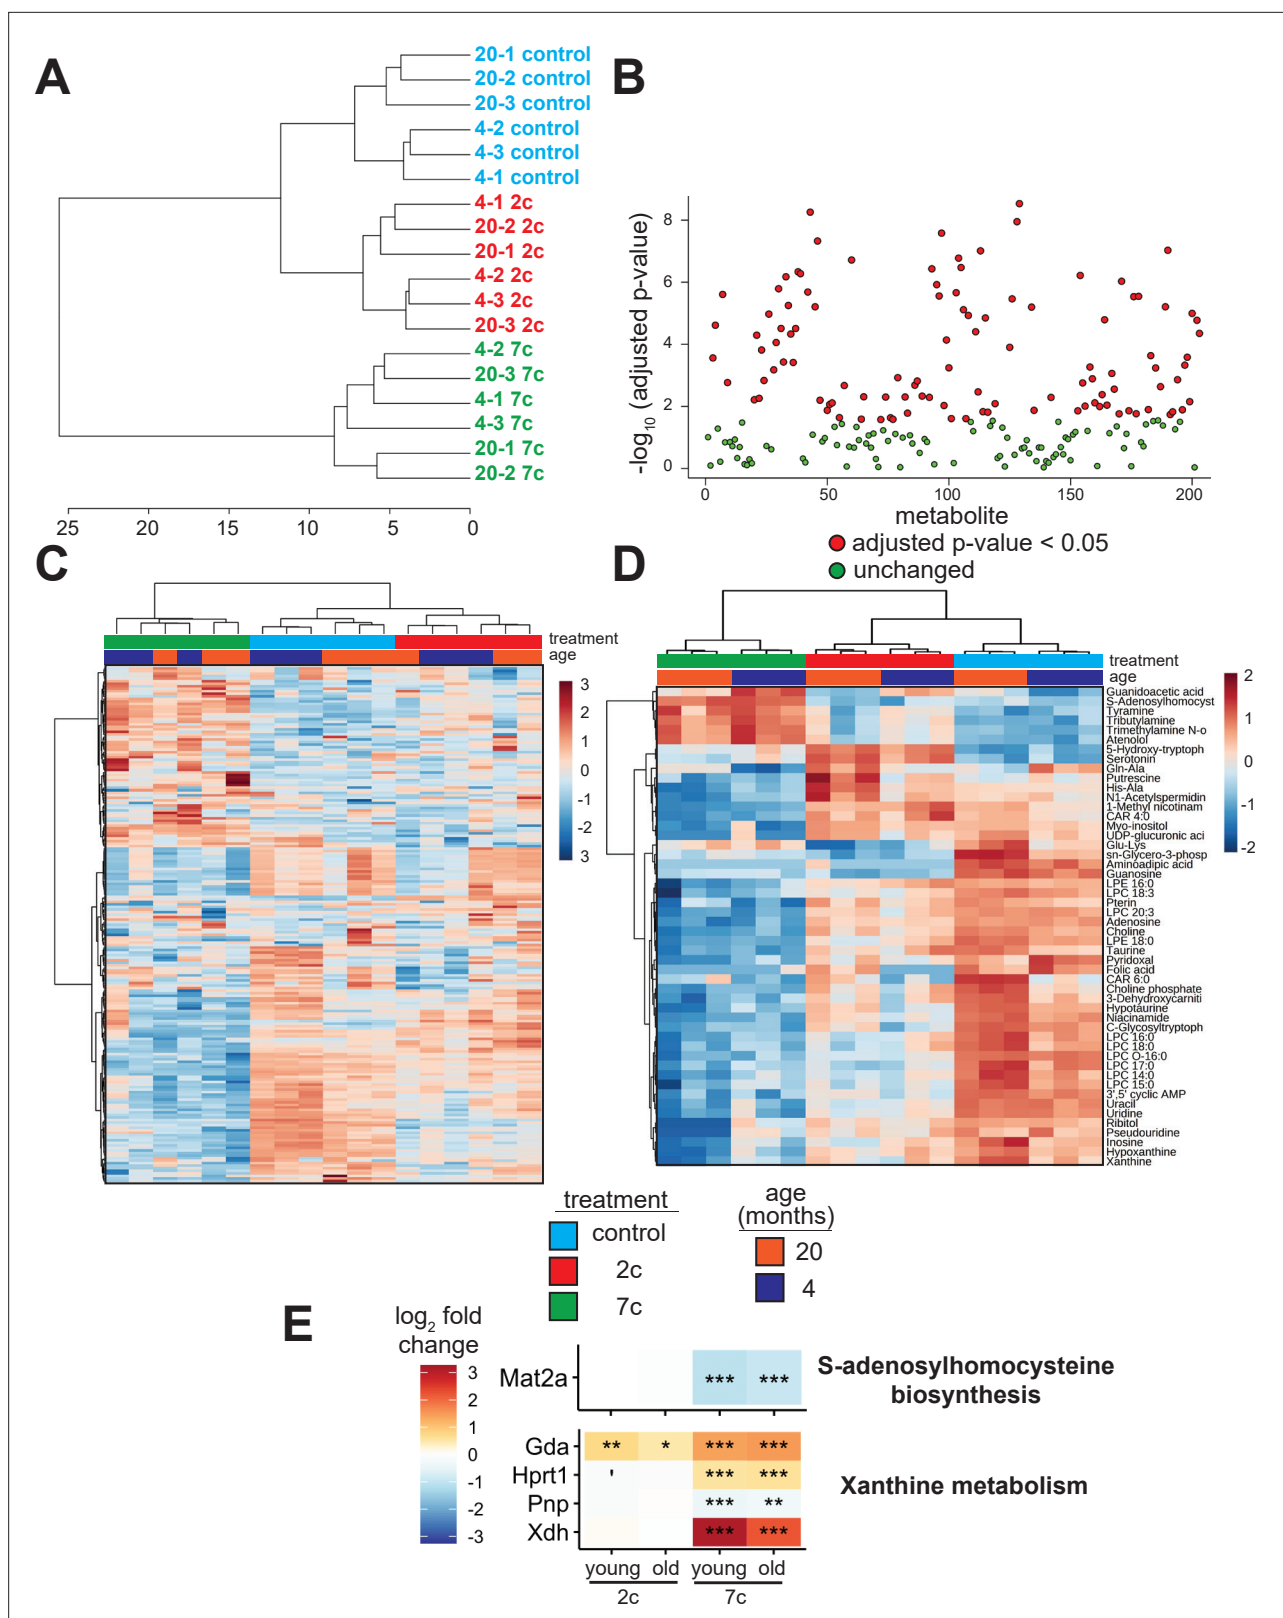 A
20-1 control
20-2 control
20-3 control
4-2 control
4-3 control
4-1 control
4-1 2c
20-2 2c
20-1 2c
4-2 2c
4-3 2c
20-3 2c
4-2 7c
20-3 7c
4-1 7c
4-3 7c
20-1 7c
20-2 7c
25 20 15 10 5 0
B
-log10 (adjusted p-value)
8
6
4
2
0
0 50 100 150 200
metabolite
adjusted p-value < 0.05
unchanged
C
treatment
age
3
2
1
0
-1
-2
3
D
treatment
age
Guanidoacetic acid
S-Adenosylhomocyst
Tyramine
Tributylamine
Trimethylamine N-o
Atenolol
5-Hydroxy-tryptoph
Serotonin
Gln-Ala
Putrescine
His-Ala
N1-Acetylspermidin
1-Methyl nicotinam
CAR 4:0
Myo-inositol
UDP-glucuronic aci
Glu-Lys
sn-Glycero-3-phosp
Aminoadipic acid
Guanosine
LPE 16:0
LPC 18:3
Pterin
LPC 20:3
Adenosine
Choline
LPE 18:0
Taurine
Pyridoxal
Folic acid
CAR 6:0
Choline phosphate
3-Dehydroxycarniti
Hypotaurine
Niacinamide
C-Glycosyltryptoph
LPC 16:0
LPC 18:0
LPC O-16:0
LPC 17:0
LPC 14:0
LPC 15:0
3',5' cyclic AMP
Uracil
Uridine
Ribitol
Pseudouridine
Inosine
Hypoxanthine
Xanthine
2
1
0
-1
-2
treatment
control
2c
7c
age
(months)
20
4
E
log2 fold
change
3
2
1
0
-1
-2
-3
Mat2a *** ***
S-adenosylhomocysteine
biosynthesis
Gda ** * *** ***
Hprt1 ' *** ***
Pnp *** **
Xdh *** ***
Xanthine metabolism
young old young old
2c 7c